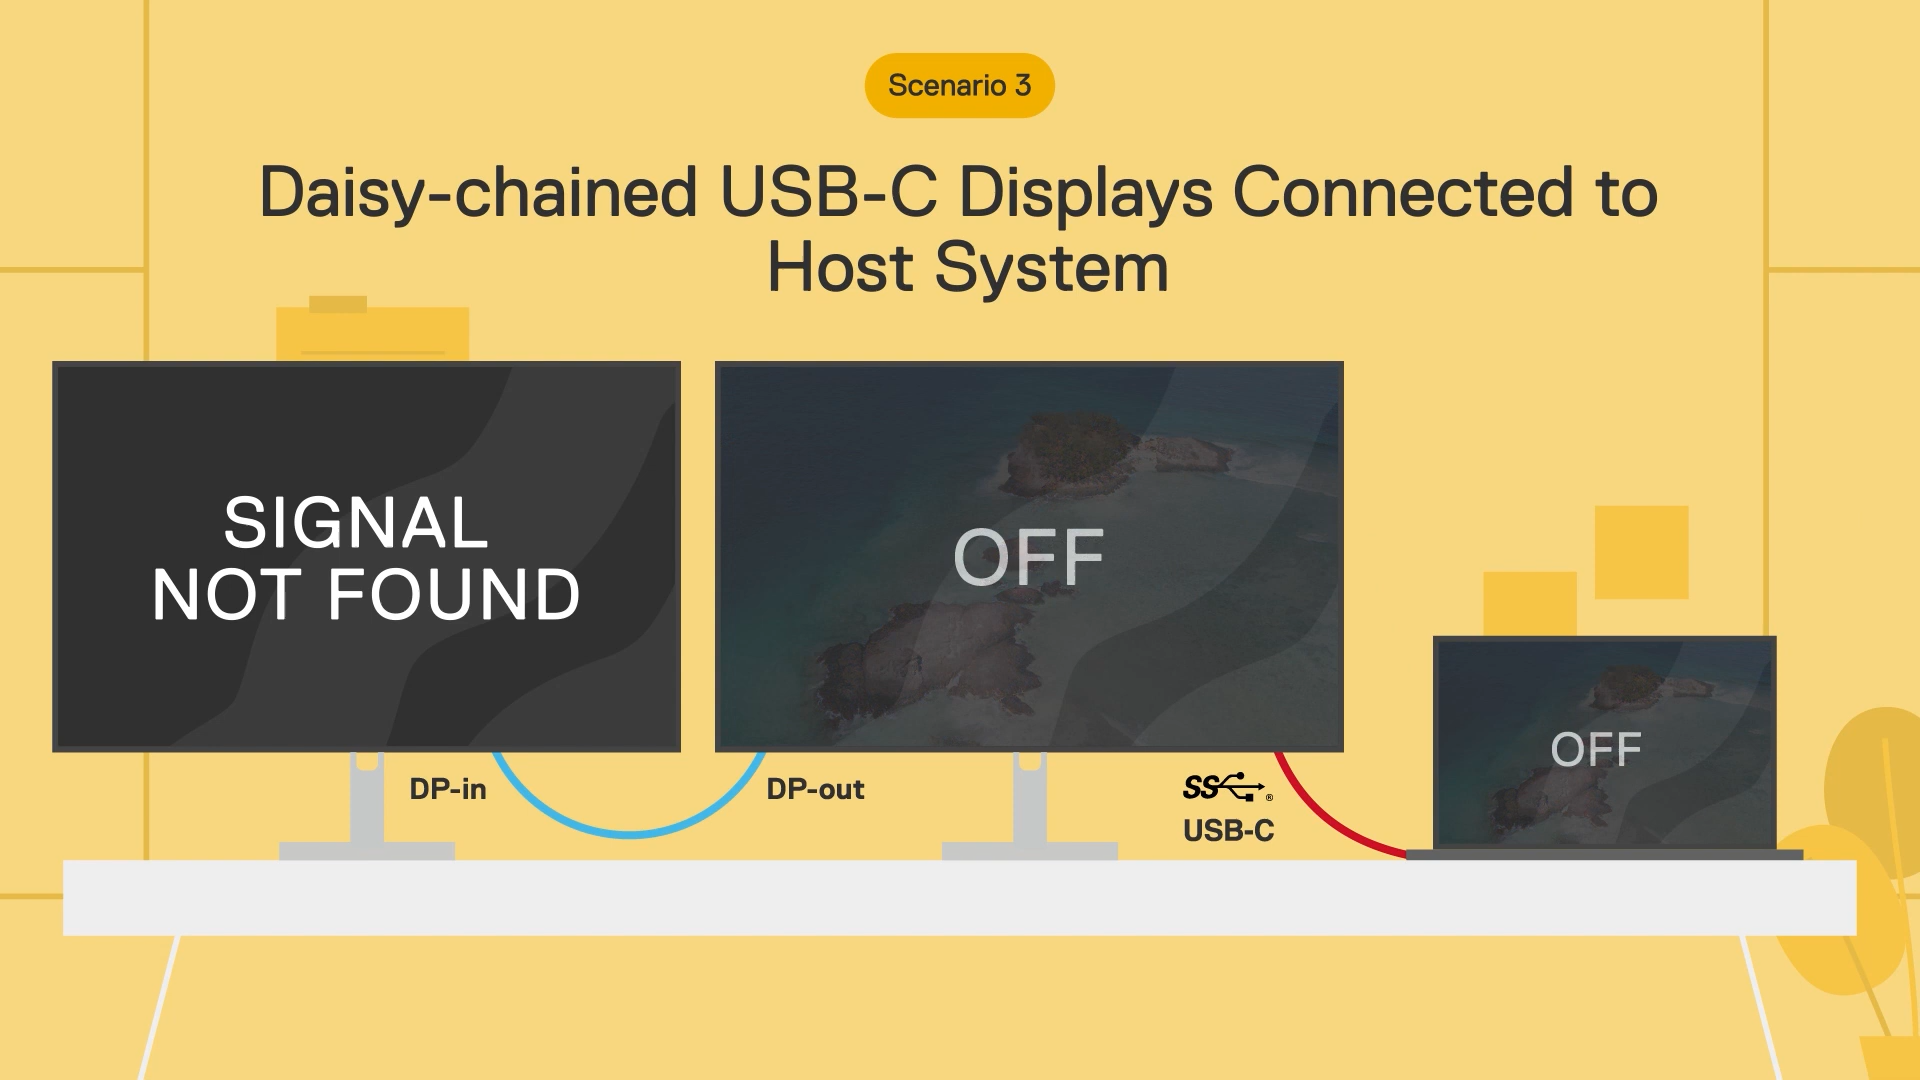 Scenario 3
Daisy-chained USB-C Displays Connected to
Host System
SIGNAL
NOT FOUND
OFF
OFF
DP-in
DP-out
SS
®
USB-C